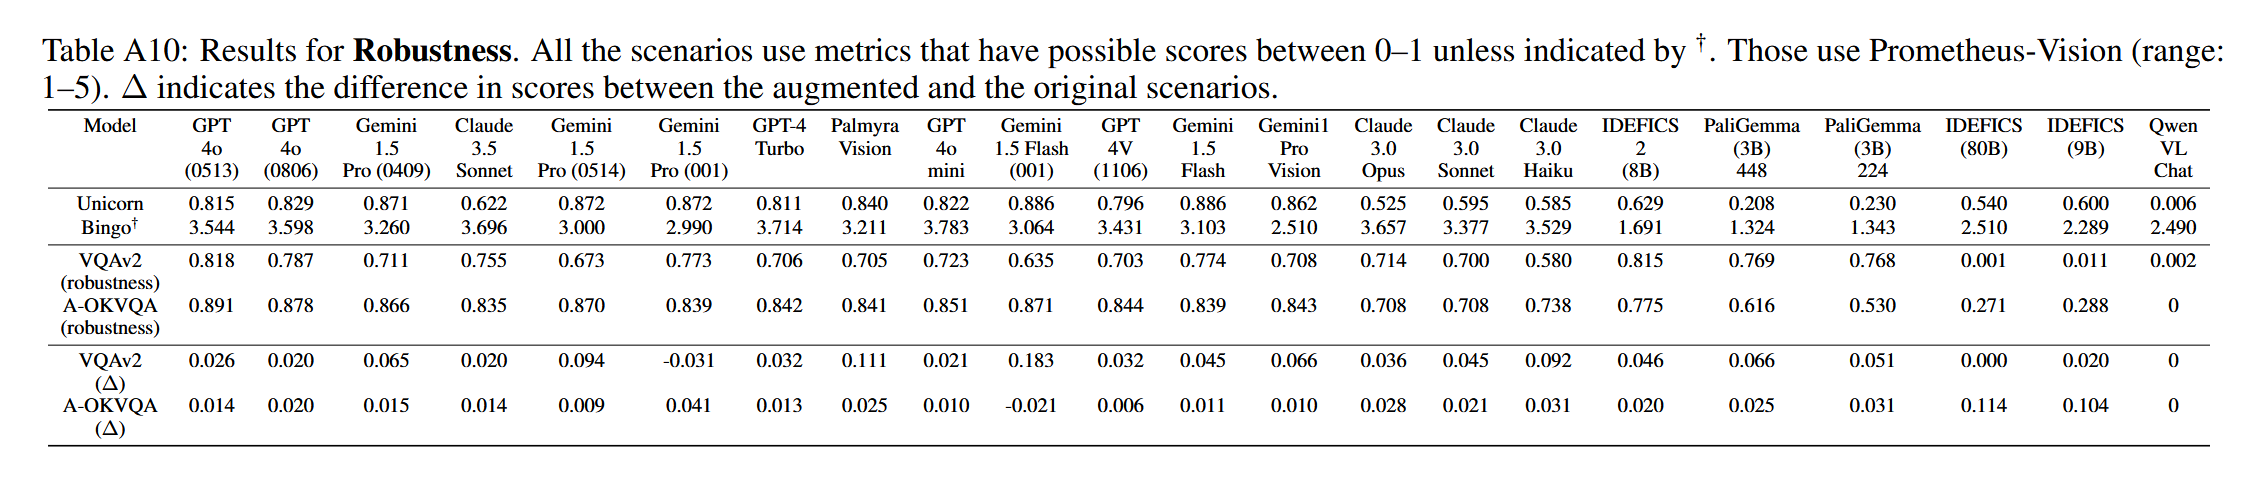 Table A10: Results for Robustness. All the scenarios use metrics that have possible scores between 0–1 unless indicated by †. Those use Prometheus-Vision (range:
1–5). Δ indicates the difference in scores between the augmented and the original scenarios.
Model GPT GPT Gemini Claude Gemini Gemini GPT-4 Palmyra GPT Gemini GPT Gemini Gemini1 Claude Claude Claude IDEFICS PaliGemma PaliGemma IDEFICS IDEFICS Qwen
4o 4o 1.5 3.5 1.5 1.5 Turbo Vision 4o 1.5 Flash 4V 1.5 Pro 3.0 3.0 3.0 2 (3B) (3B) (80B) (9B) VL
(0513) (0806) Pro (0409) Sonnet Pro (0514) Pro (001) mini (001) (1106) Flash Vision Opus Sonnet Haiku (8B) 448 224 Chat
Unicorn 0.815 0.829 0.871 0.622 0.872 0.872 0.811 0.840 0.822 0.886 0.796 0.886 0.862 0.525 0.595 0.585 0.629 0.208 0.230 0.540 0.600 0.006
Bingo† 3.544 3.598 3.260 3.696 3.000 2.990 3.714 3.211 3.783 3.064 3.431 3.103 2.510 3.657 3.377 3.529 1.691 1.324 1.343 2.510 2.289 2.490
VQAv2 0.818 0.787 0.711 0.755 0.673 0.773 0.706 0.705 0.723 0.635 0.703 0.774 0.708 0.714 0.700 0.580 0.815 0.769 0.768 0.001 0.011 0.002
(robustness)
A-OKVQA 0.891 0.878 0.866 0.835 0.870 0.839 0.842 0.841 0.851 0.871 0.844 0.839 0.843 0.708 0.708 0.738 0.775 0.616 0.530 0.271 0.288 0
(robustness)
VQAv2 0.026 0.020 0.065 0.020 0.094 -0.031 0.032 0.111 0.021 0.183 0.032 0.045 0.066 0.036 0.045 0.092 0.046 0.066 0.051 0.000 0.020 0
(Δ)
A-OKVQA 0.014 0.020 0.015 0.014 0.009 0.041 0.013 0.025 0.010 -0.021 0.006 0.011 0.010 0.028 0.021 0.031 0.020 0.025 0.031 0.114 0.104 0
(Δ)